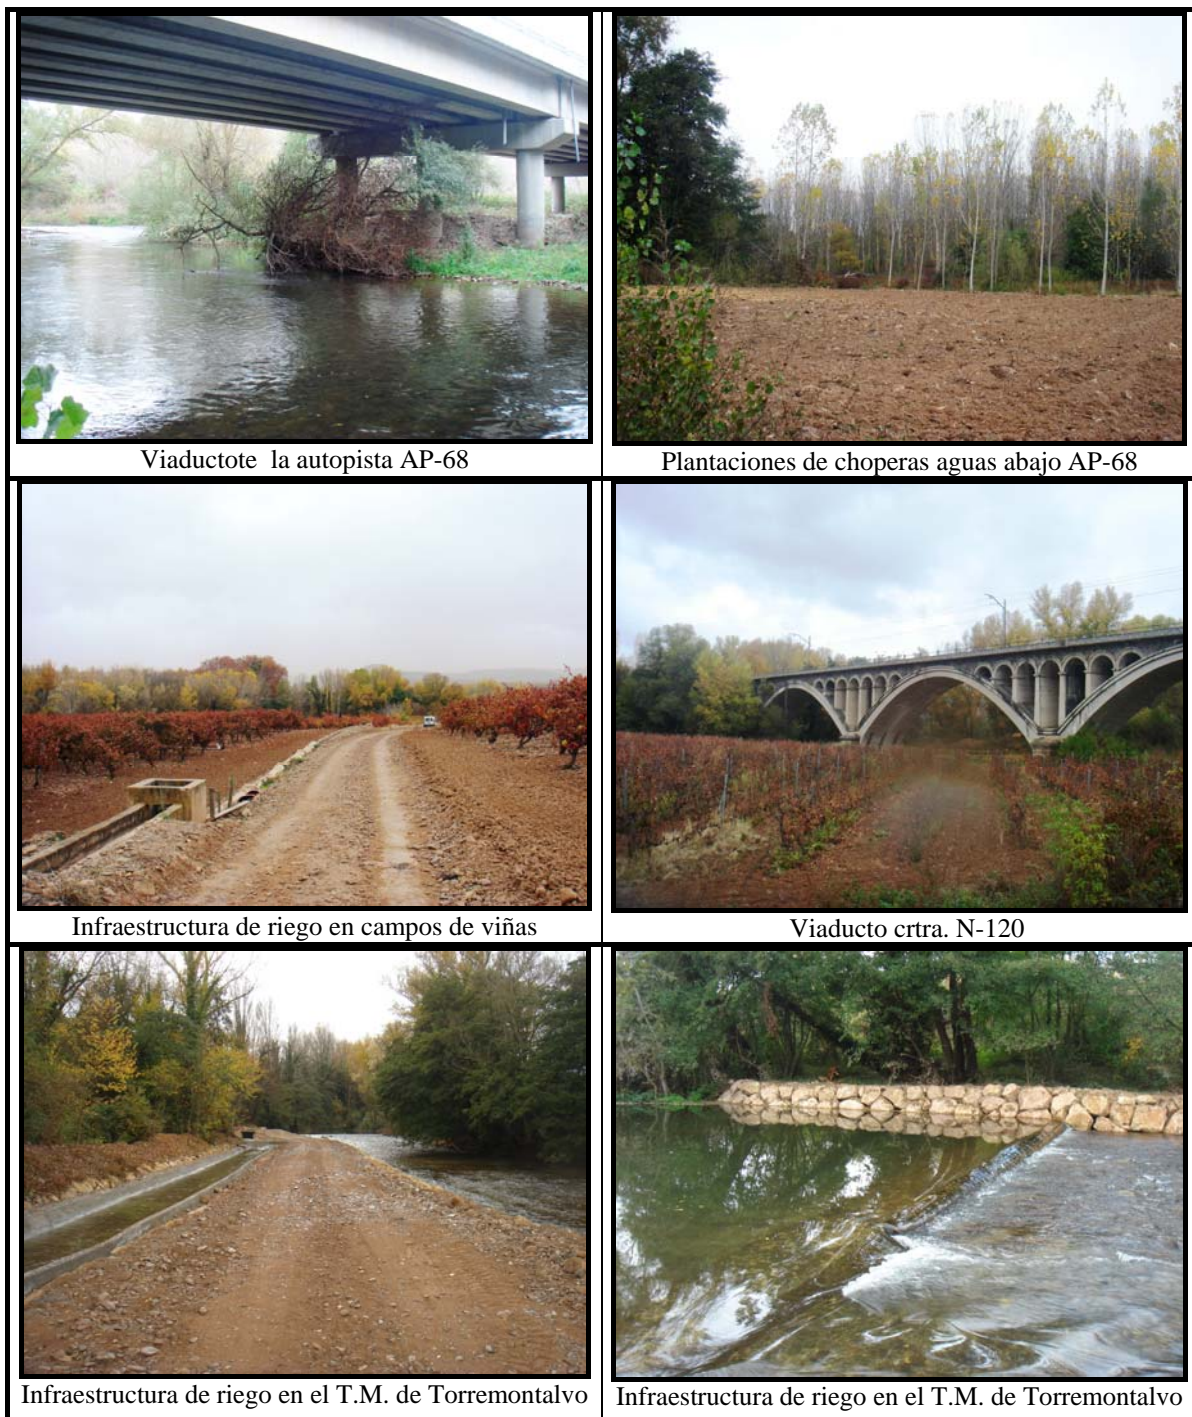 Viaductote la autopista AP-68
Plantaciones de choperas aguas abajo AP-68
Infraestructura de riego en campos de viñas
Viaducto crtra. N-120
Infraestructura de riego en el T.M. de Torremontalvo
Infraestructura de riego en el T.M. de Torremontalvo